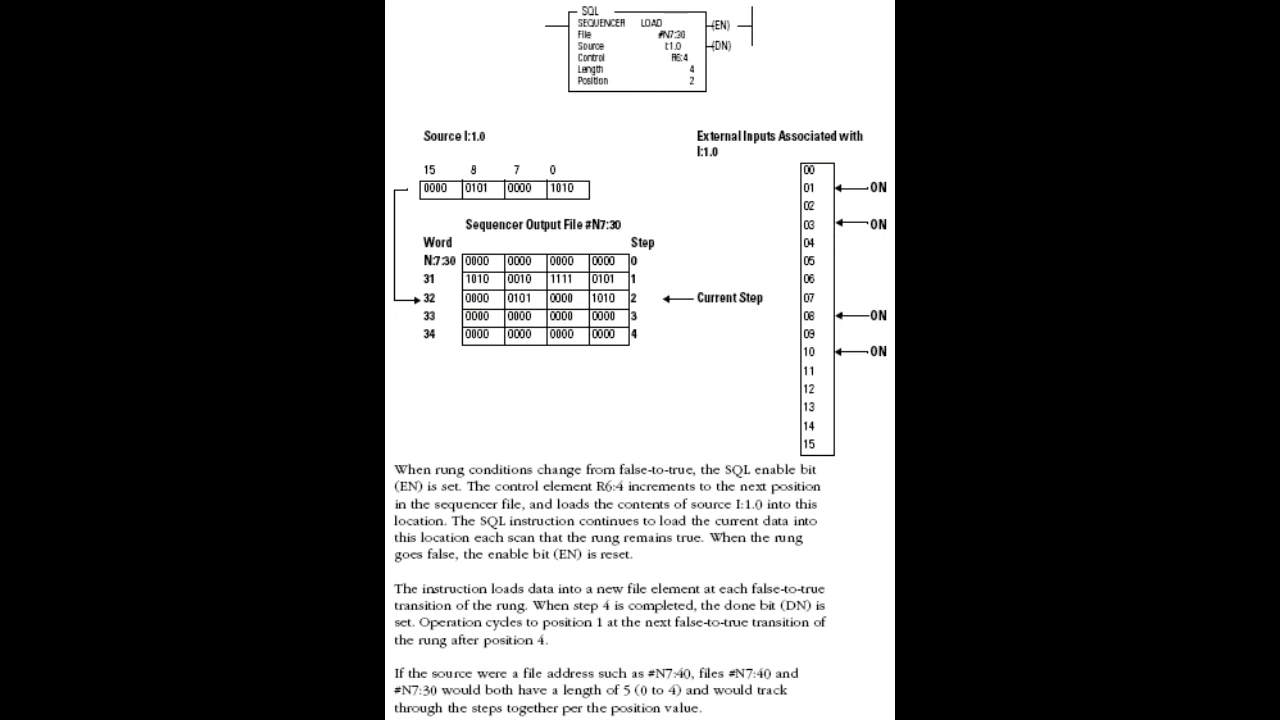 SQL
SEQUENCER LOAD
File #N7:30
Source I:1.0
Control R6:4
Length 4
Position 2
(EN)
(DN)
Source I:1.0
15 8 7 0
0000 0101 0000 1010
Sequencer Output File #N7:30
Word Step
N:7:30 0000 0000 0000 0000 0
31 1010 0010 1111 0101 1
32 0000 0101 0000 1010 2 Current Step
33 0000 0000 0000 0000 3
34 0000 0000 0000 0000 4
External Inputs Associated with
I:1.0
00
01 ON
02
03 ON
04
05
06
07
08 ON
09
10 ON
11
12
13
14
15
When rung conditions change from false-to-true, the SQL enable bit
(EN) is set. The control element R6:4 increments to the next position
in the sequencer file, and loads the contents of source I:1.0 into this
location. The SQL instruction continues to load the current data into
this location each scan that the rung remains true. When the rung
goes false, the enable bit (EN) is reset.
The instruction loads data into a new file element at each false-to-true
transition of the rung. When step 4 is completed, the done bit (DN) is
set. Operation cycles to position 1 at the next false-to-true transition of
the rung after position 4.
If the source were a file address such as #N7:40, files #N7:40 and
#N7:30 would both have a length of 5 (0 to 4) and would track
through the steps together per the position value.